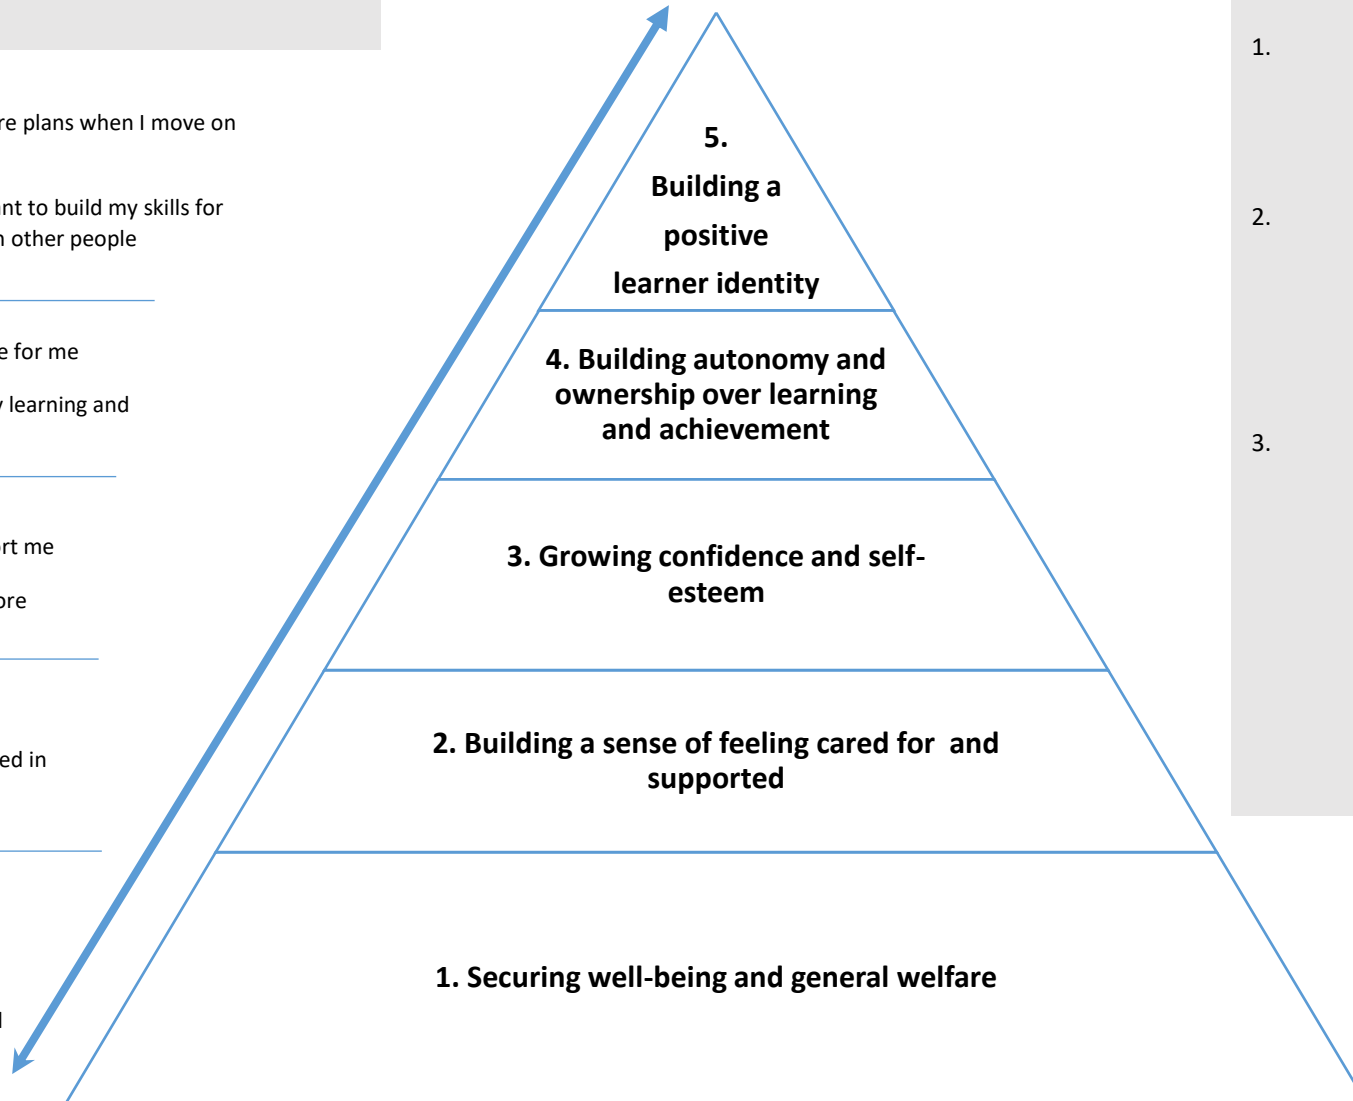 re plans when I move on
nt to build my skills for
n other people
e for me
y learning and
rt me
ore
ed in
l
5.
Building a
positive
learner identity
4. Building autonomy and
ownership over learning
and achievement
3. Growing confidence and self-
esteem
2. Building a sense of feeling cared for  and
supported
1. Securing well-being and general welfare
1.
2.
3.